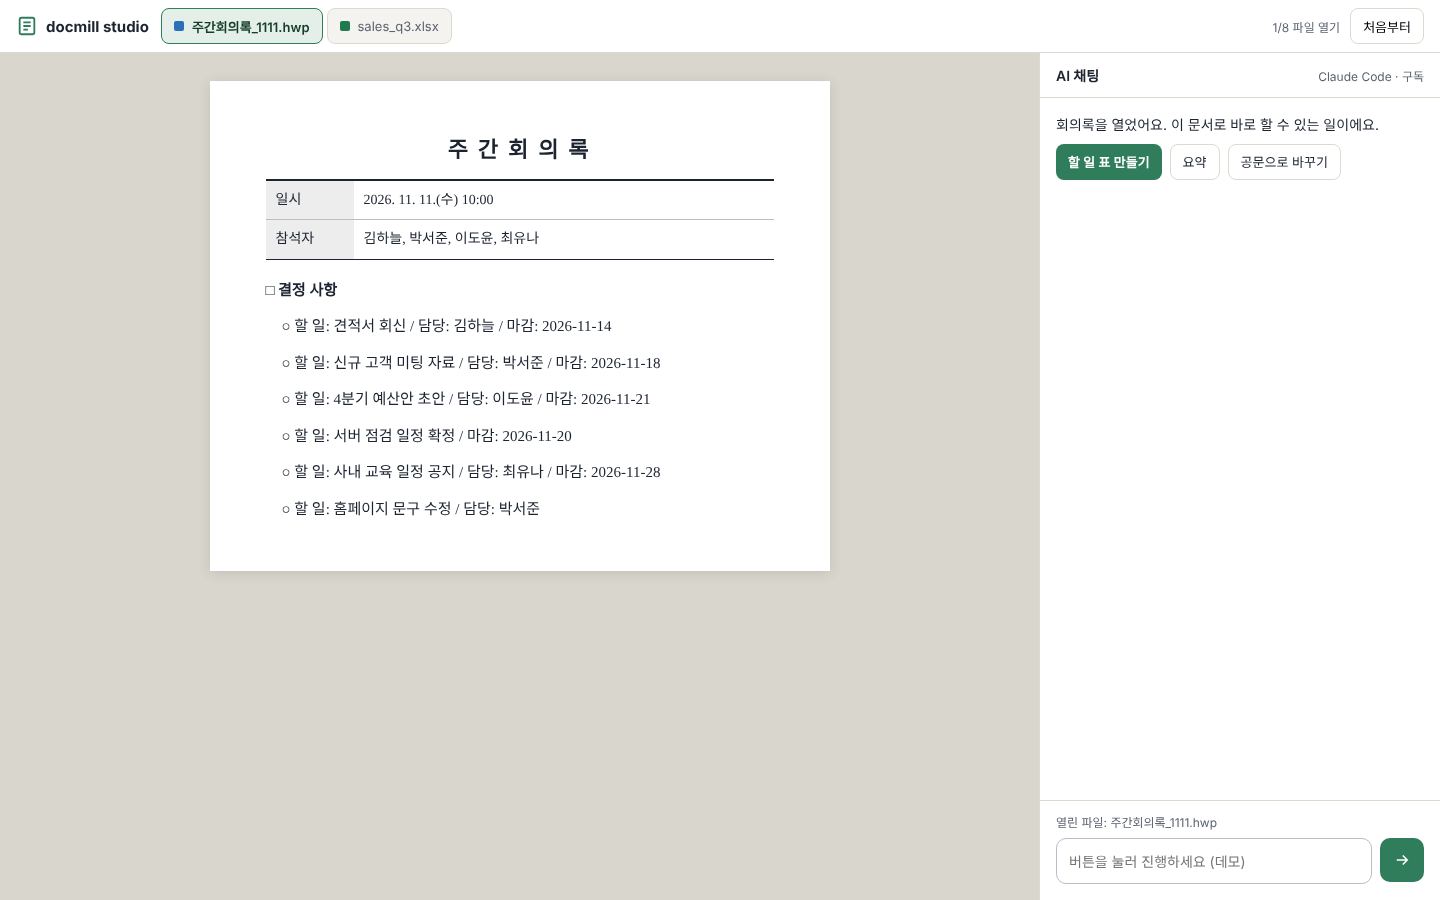 docmill studio
주간회의록_1111.hwp
sales_q3.xlsx
1/8 파일 열기
처음부터
주 간 회 의 록
일시 2026. 11. 11.(수) 10:00
참석자 김하늘, 박서준, 이도윤, 최유나
□ 결정 사항
○ 할 일: 견적서 회신 / 담당: 김하늘 / 마감: 2026-11-14
○ 할 일: 신규 고객 미팅 자료 / 담당: 박서준 / 마감: 2026-11-18
○ 할 일: 4분기 예산안 초안 / 담당: 이도윤 / 마감: 2026-11-21
○ 할 일: 서버 점검 일정 확정 / 마감: 2026-11-20
○ 할 일: 사내 교육 일정 공지 / 담당: 최유나 / 마감: 2026-11-28
○ 할 일: 홈페이지 문구 수정 / 담당: 박서준
AI 채팅
Claude Code · 구독
회의록을 열었어요. 이 문서로 바로 할 수 있는 일이에요.
할 일 표 만들기
요약
공문으로 바꾸기
열린 파일: 주간회의록_1111.hwp
버튼을 눌러 진행하세요 (데모)